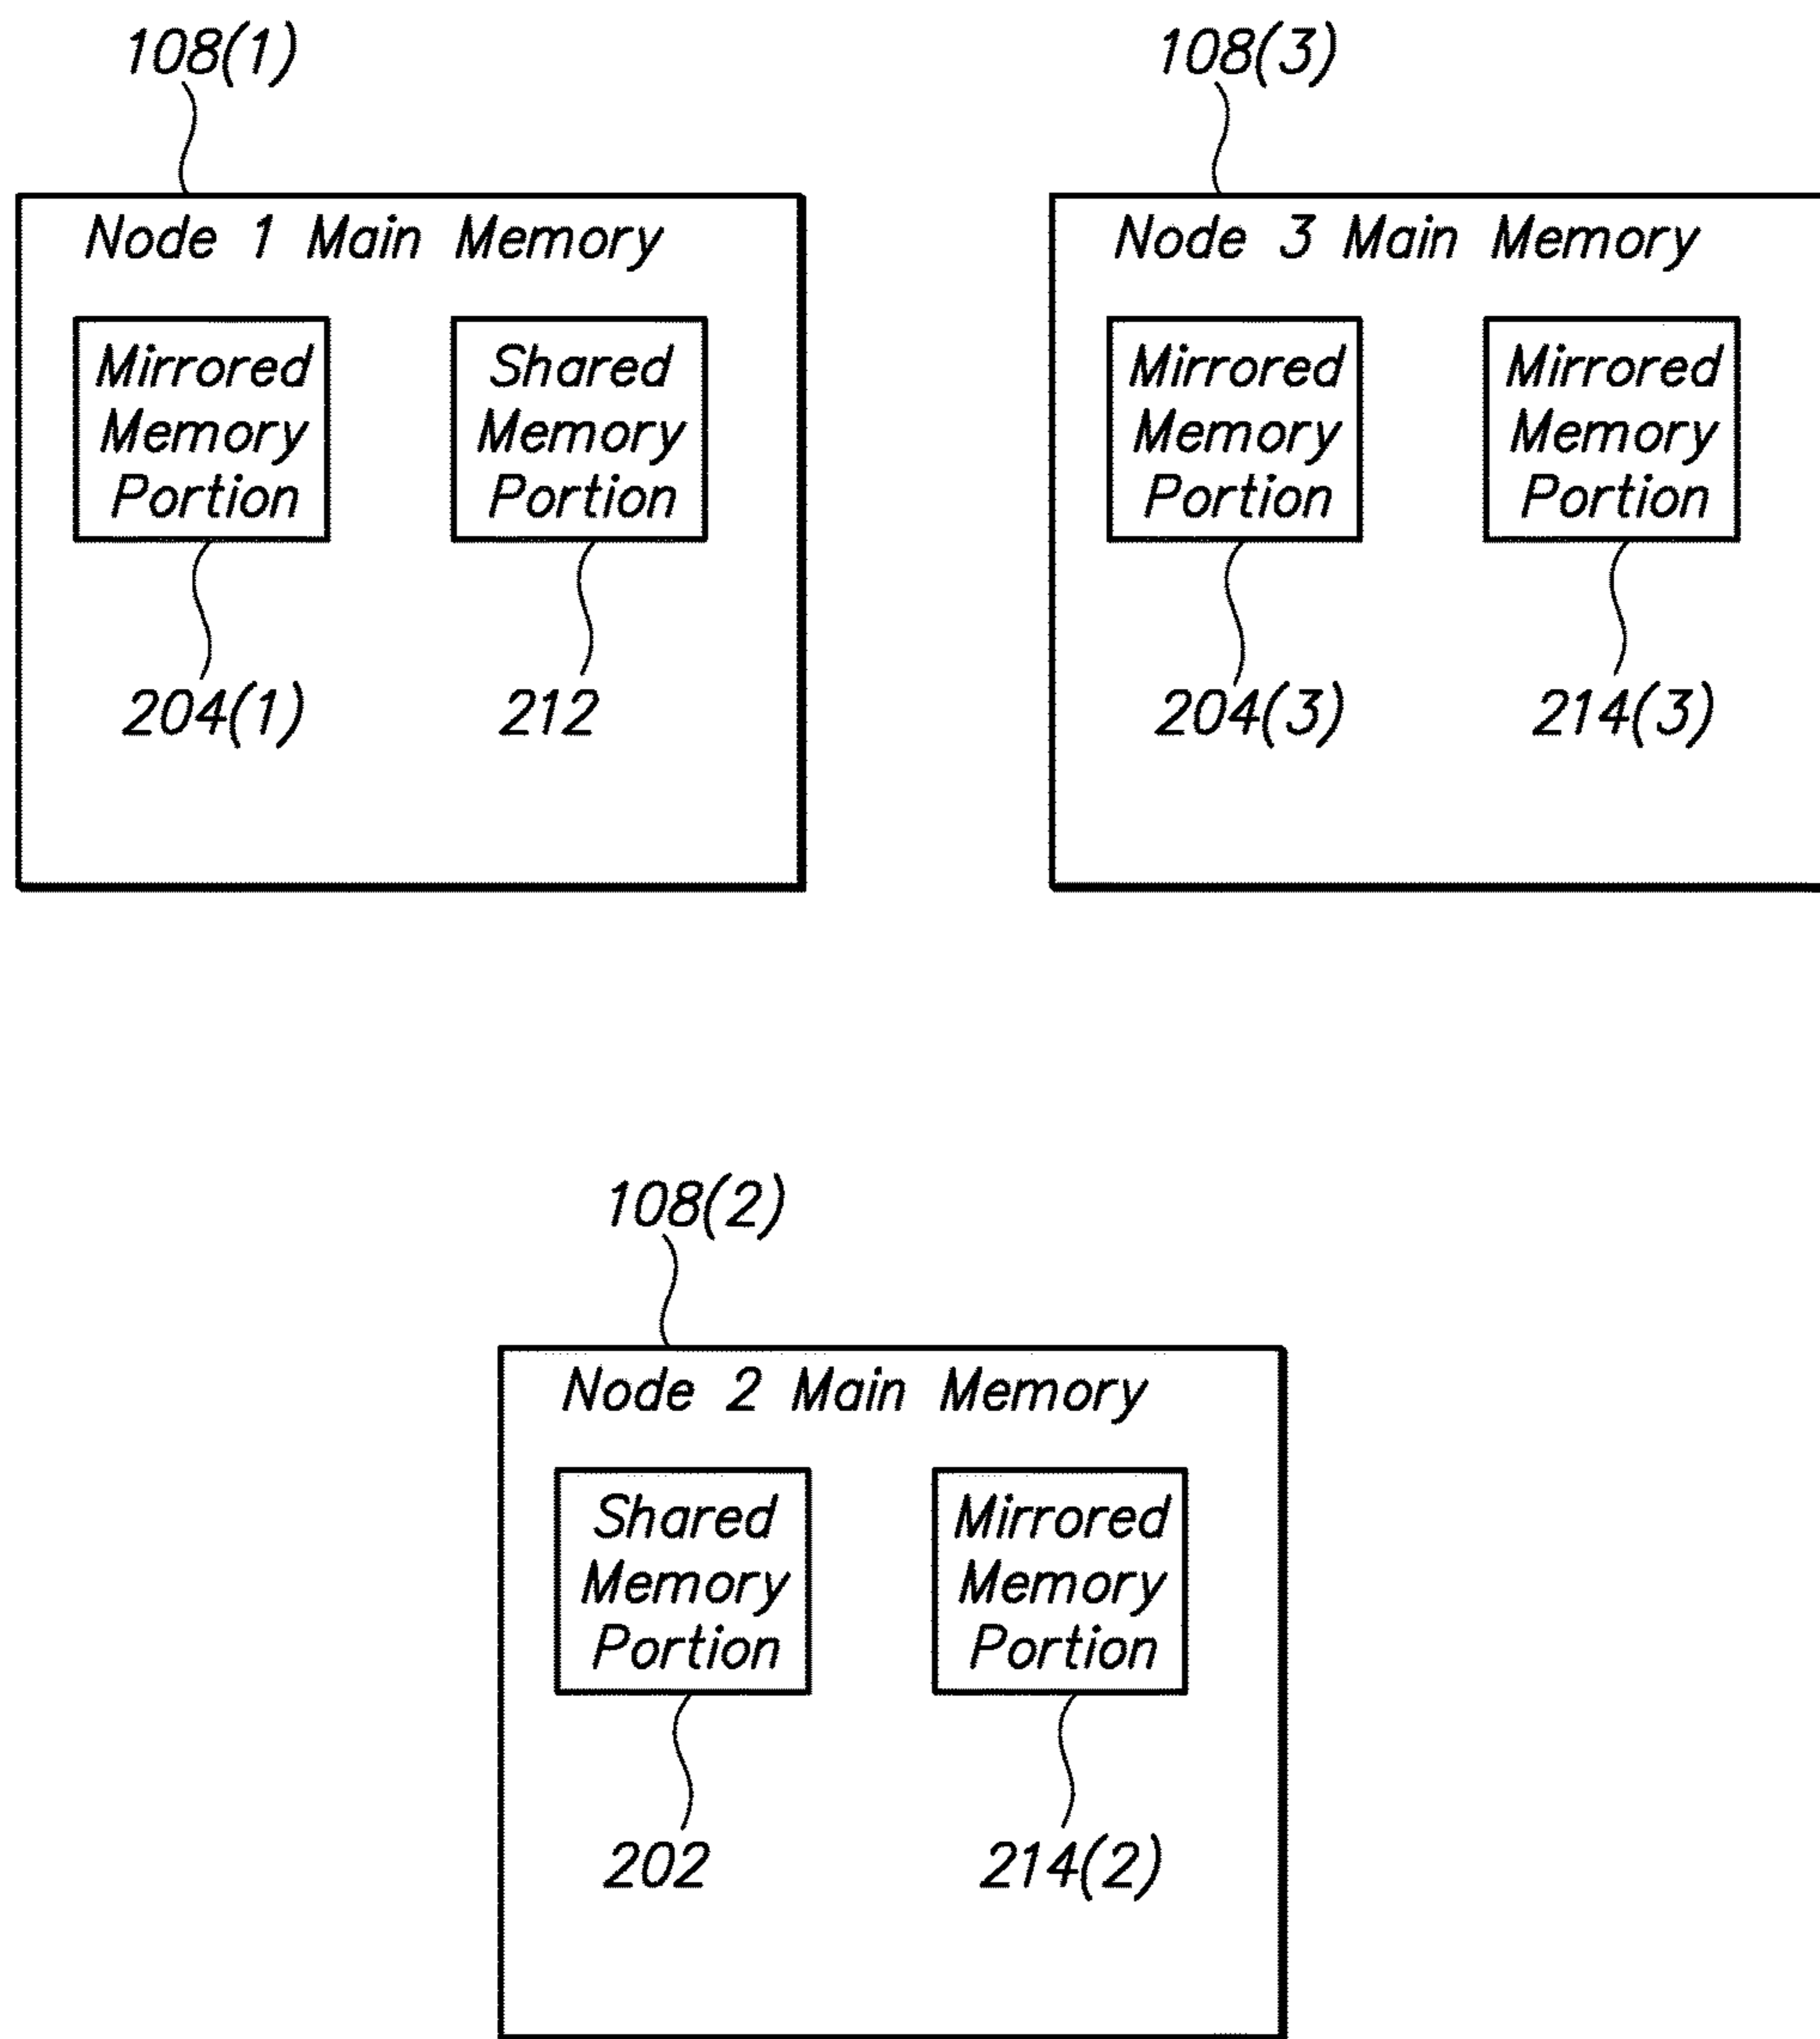 108(1)
Node 1 Main Memory
Mirrored
Memory
Portion
204(1)
Shared
Memory
Portion
212
108(3)
Node 3 Main Memory
Mirrored
Memory
Portion
204(3)
Mirrored
Memory
Portion
214(3)
108(2)
Node 2 Main Memory
Shared
Memory
Portion
202
Mirrored
Memory
Portion
214(2)